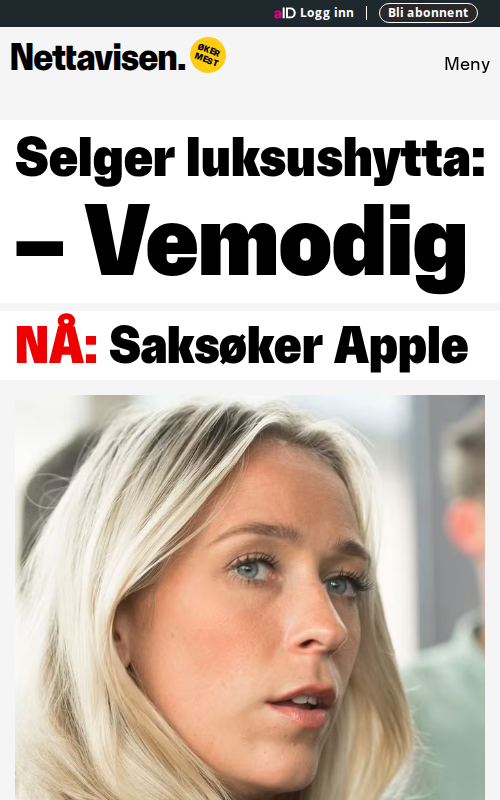 aID Logg inn
Bli abonnent
Nettavisen.
ØKER
MEST
Meny
Selger luksushytta:
– Vemodig
NÅ: Saksøker Apple